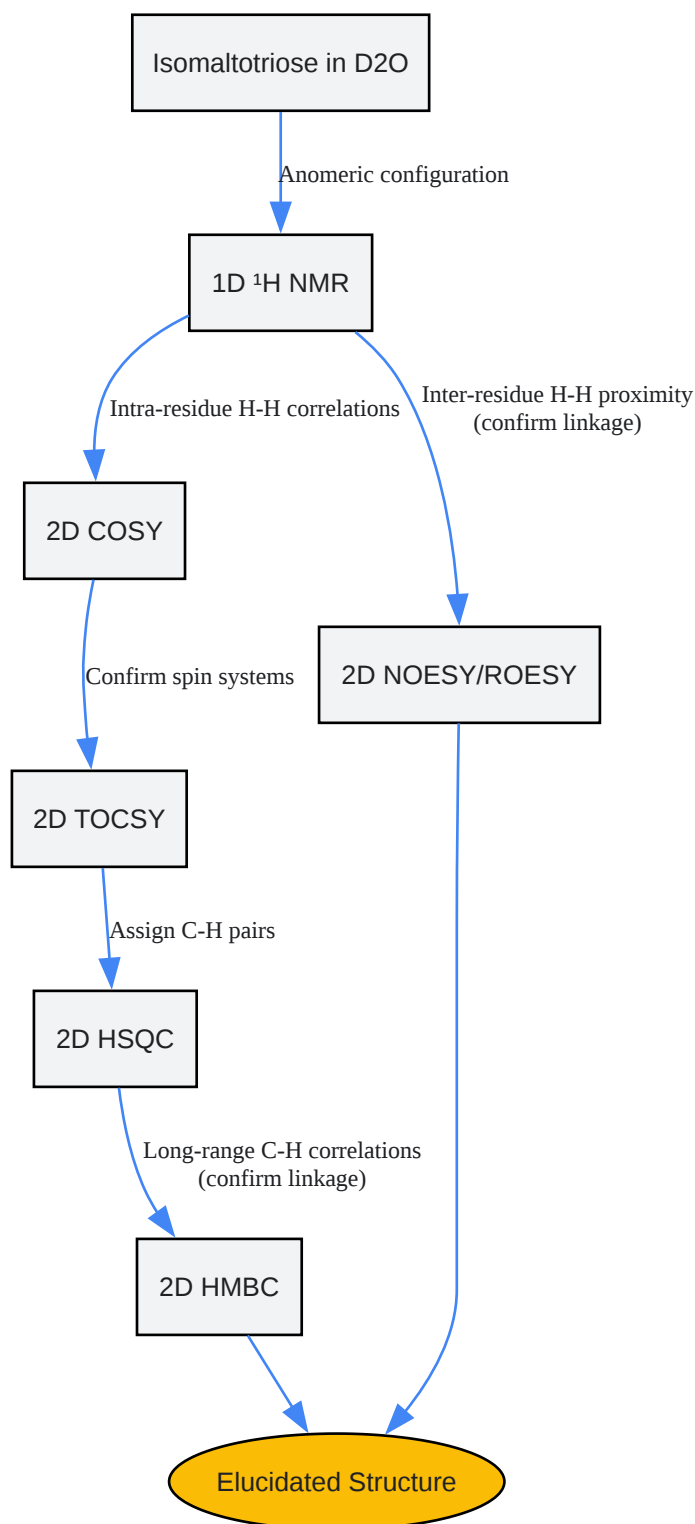 Isomaltotriose in D2O
Anomeric configuration
1D ¹H NMR
Intra-residue H-H correlations
Inter-residue H-H proximity
(confirm linkage)
2D COSY
Confirm spin systems
2D NOESY/ROESY
2D TOCSY
Assign C-H pairs
2D HSQC
Long-range C-H correlations
(confirm linkage)
2D HMBC
Elucidated Structure